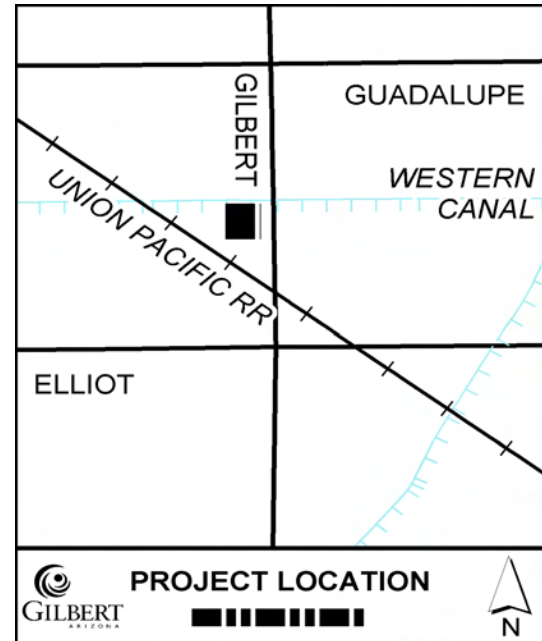 GUADALUPE
GILBERT
WESTERN
CANAL
UNION PACIFIC RR
ELLIOT
PROJECT LOCATION
GILBERT
ARIZONA
N